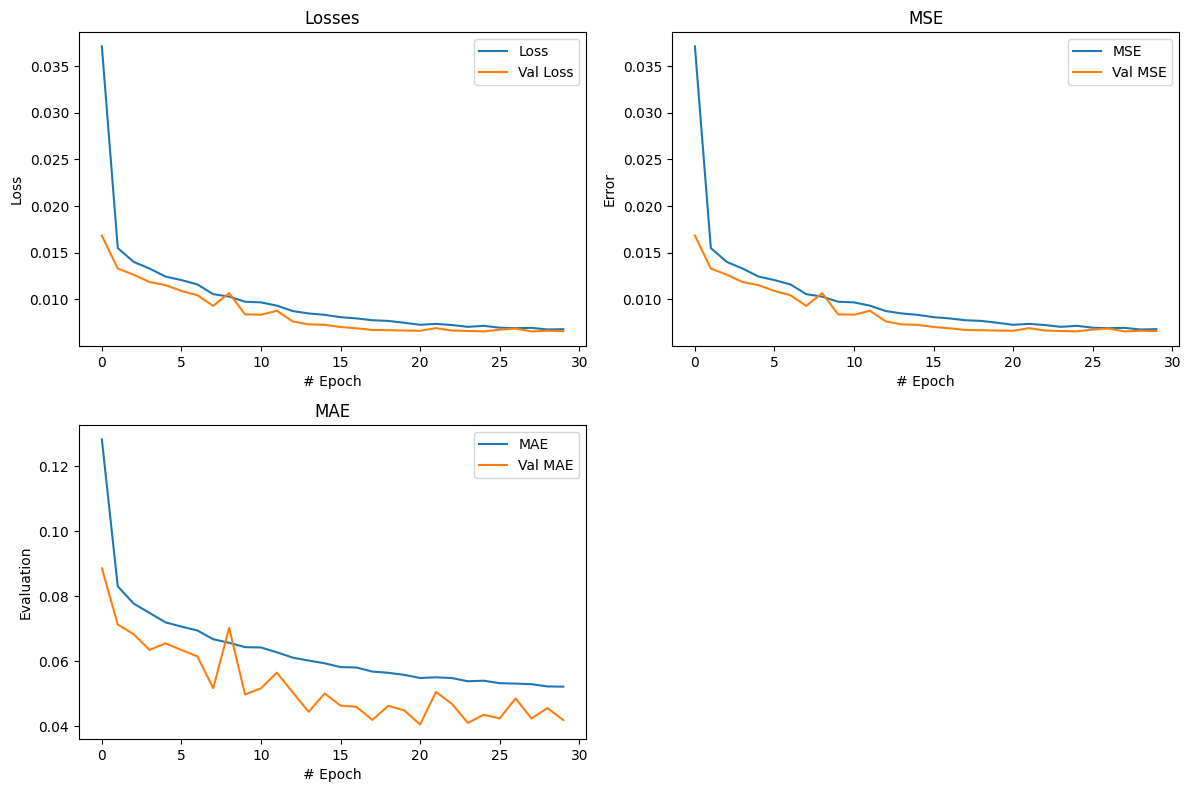 Losses
Loss
Val Loss
0.035
0.030
0.025
0.020
0.015
0.010
Loss
0 5 10 15 20 25 30
# Epoch
MSE
MSE
Val MSE
0.035
0.030
0.025
0.020
0.015
0.010
Error
0 5 10 15 20 25 30
# Epoch
MAE
MAE
Val MAE
0.12
0.10
0.08
0.06
0.04
Evaluation
0 5 10 15 20 25 30
# Epoch